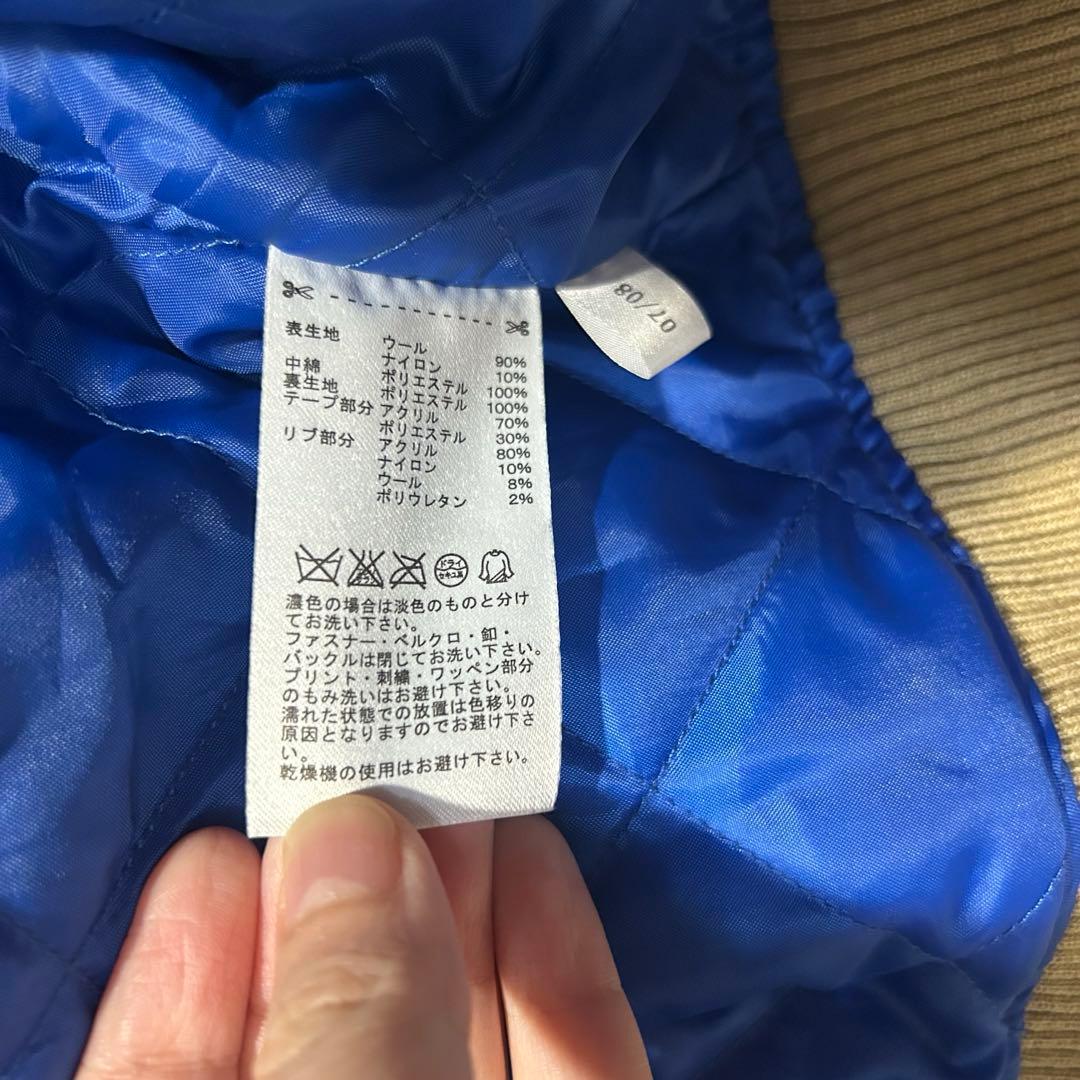 表生地 ウール 90%
ナイロン 10%
中綿 ポリエステル 100%
裏生地 ポリエステル 100%
テープ部分 アクリル 70%
ポリエステル 30%
リブ部分 アクリル 80%
ナイロン 10%
ウール 8%
ポリウレタン 2%
ドライ
セキユ系
濃色の場合は淡色のものと分け
てお洗い下さい。
ファスナー・ベルクロ・釦・
バックルは閉じてお洗い下さい。
プリント・刺繍・ワッペン部分
のもみ洗いはお避け下さい。
濡れた状態での放置は色移りの
原因となりますのでお避け下さ
い。
乾燥機の使用はお避け下さい。
07/08